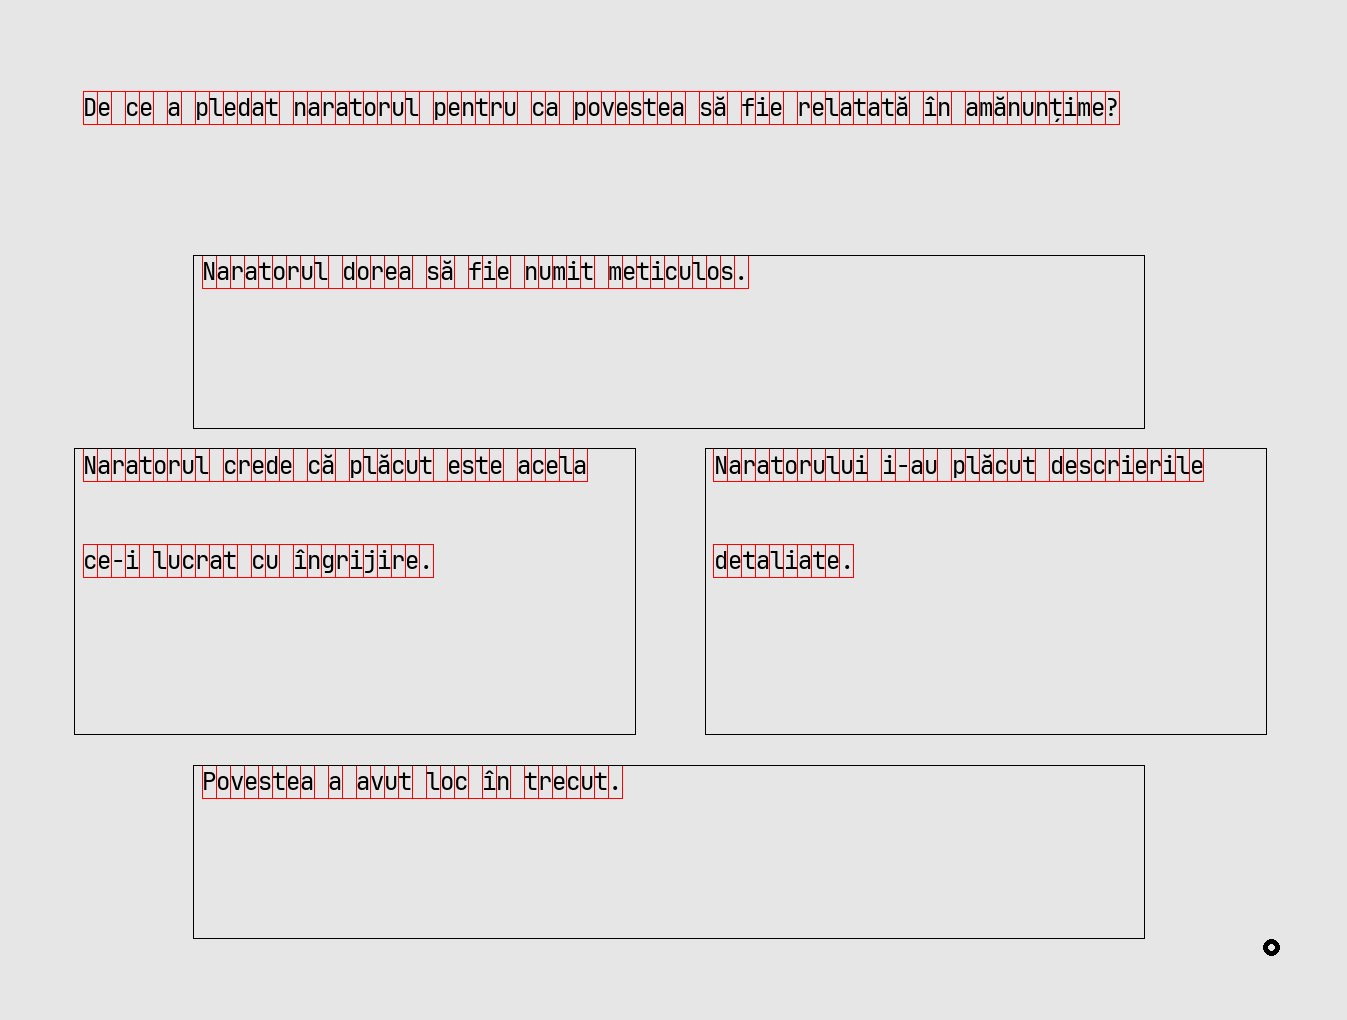 De ce a pledat naratorul pentru ca povestea să fie relatată în amănunțime?
Naratorul dorea să fie numit meticulos.
Naratorul crede că plăcut este acela
ce-i lucrat cu îngrijire.
Naratorului i-au plăcut descrierile
detaliate.
Povestea a avut loc în trecut.